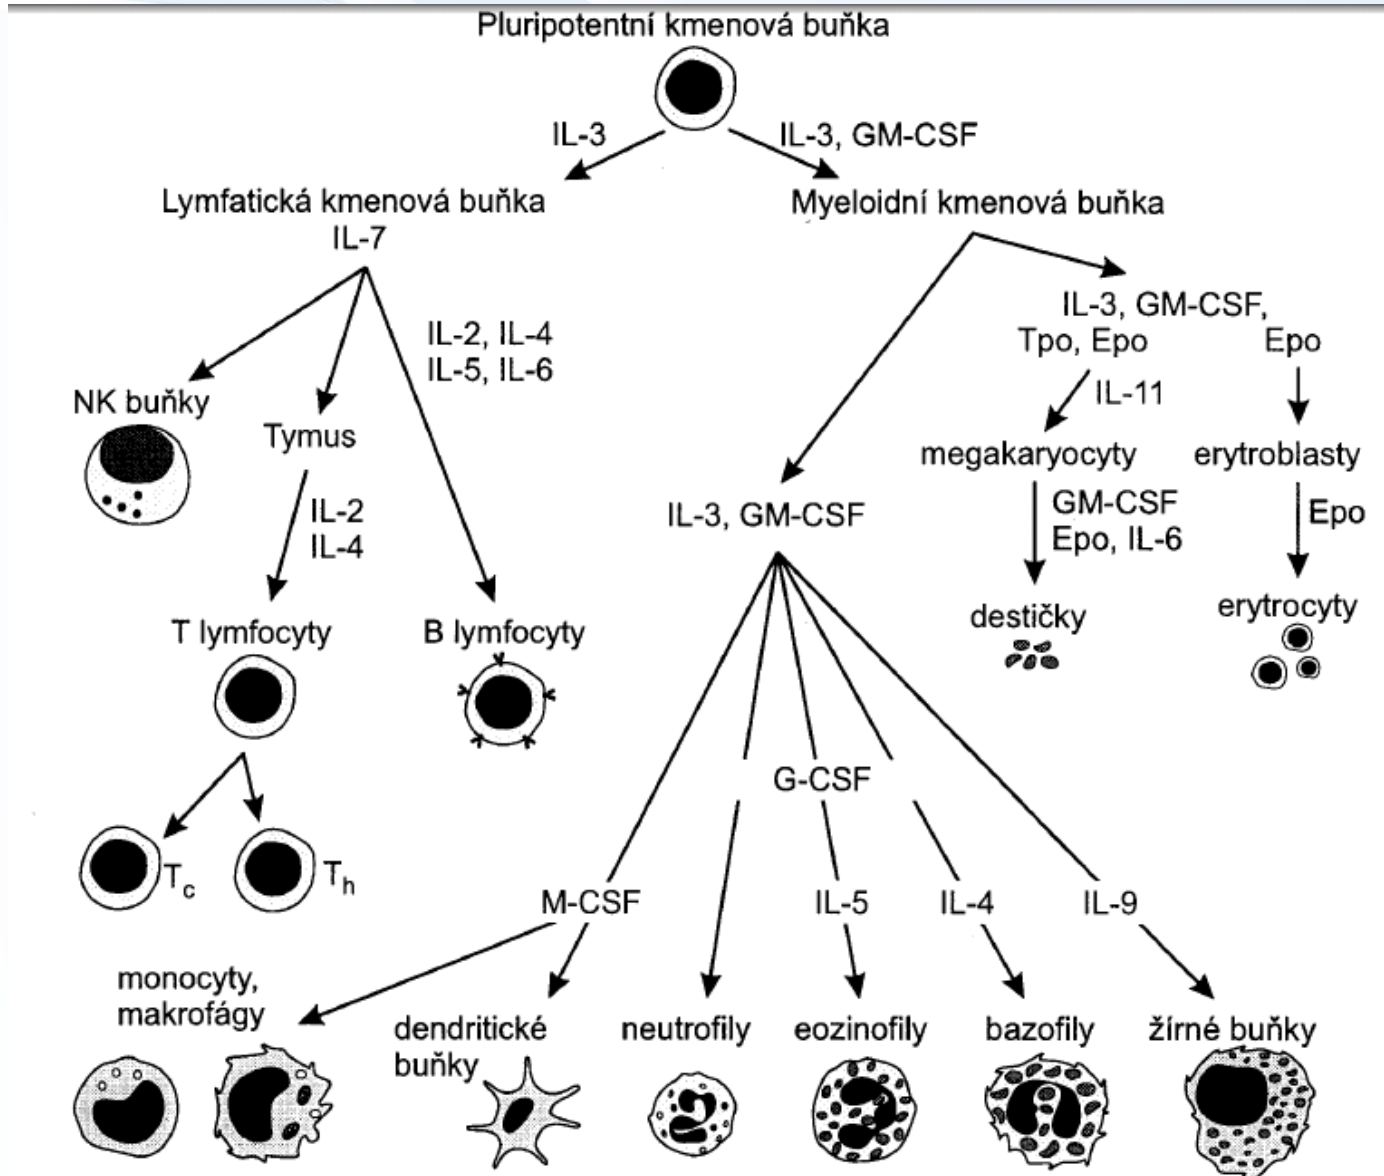 Pluripotentní kmenová buňka
IL-3
IL-3, GM-CSF
Lymfatická kmenová buňka
IL-7
Myeloidní kmenová buňka
IL-2, IL-4
IL-5, IL-6
IL-3, GM-CSF,
Tpo, Epo
Epo
NK buňky
Tymus
IL-11
megakaryocyty
erytroblasty
IL-2
IL-4
IL-3, GM-CSF
GM-CSF
Epo, IL-6
Epo
T lymfocyty
B lymfocyty
destičky
erytrocyty
G-CSF
Tc
Th
M-CSF
IL-5
IL-4
IL-9
monocyty,
makrofágy
dendritické
buňky
neutrofily
eozinofily
bazofily
žírné buňky